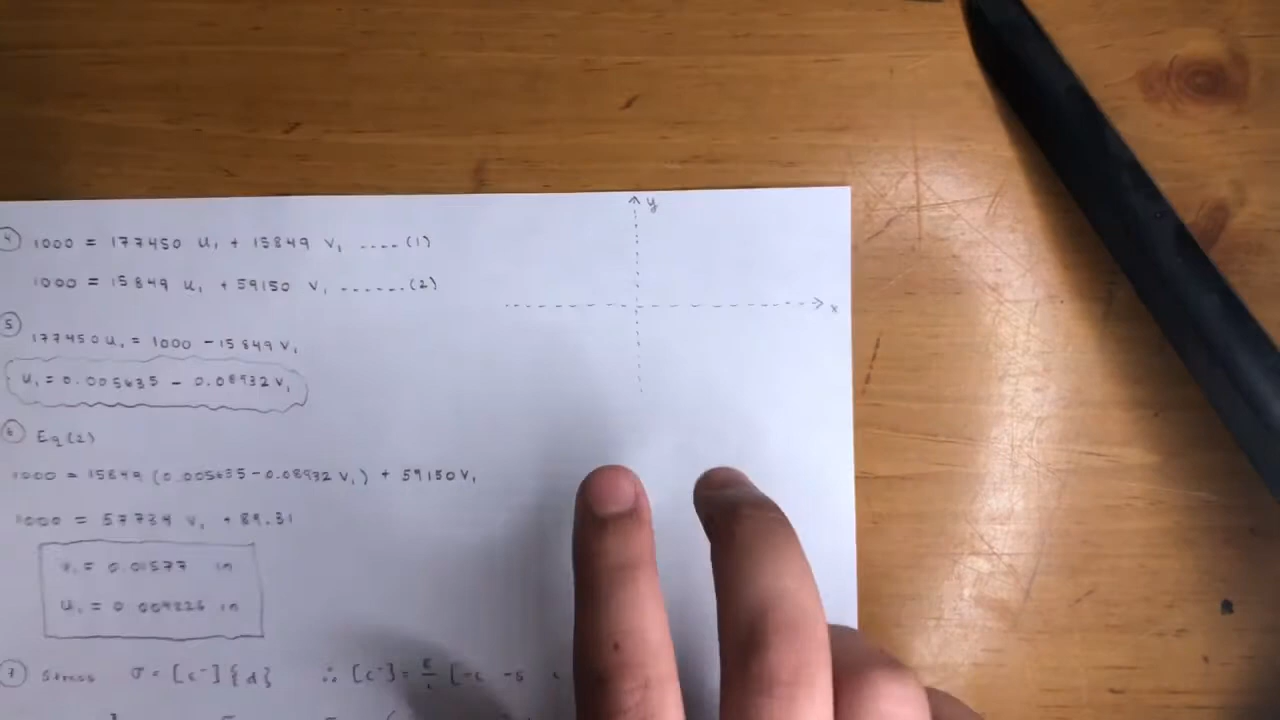 4 1000 = 177450 u₁ + 15849 v₁ ....(1)
1000 = 15849 u₁ + 59150 v₁ ......(2)
y
x
5
177450 u₁ = 1000 - 15849 v₁
u₁ = 0.005635 - 0.08932 v₁
6 Eq (2)
1000 = 15849 (0.005635 - 0.08932 v₁) + 59150 v₁
1000 = 57734 v₁ + 89.31
v₁ = 0.01577 in
u₁ = 0.004226 in
7 Stress σ = [c⁻]{d} ∴ [c⁻] = E/L [-c -s